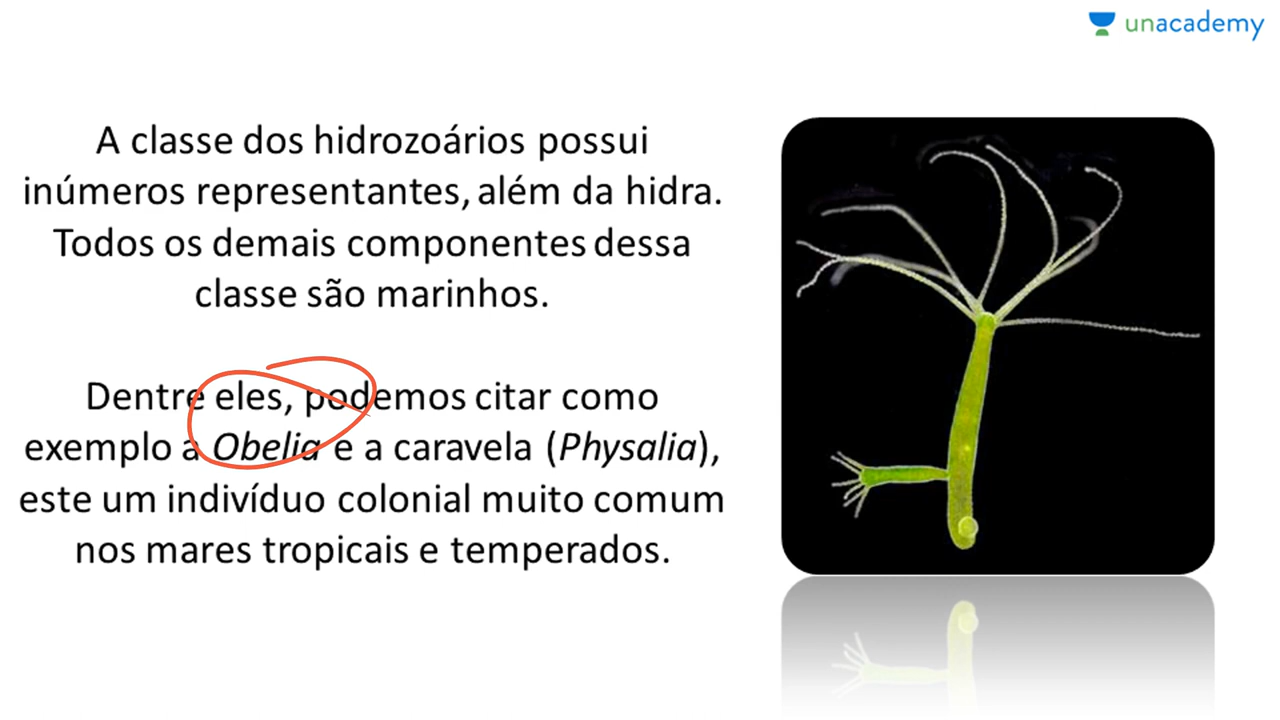 unacademy
A classe dos hidrozoários possui
inúmeros representantes, além da hidra.
Todos os demais componentes dessa
classe são marinhos.
Dentre eles, podemos citar como
exemplo a Obelia e a caravela (Physalia),
este um indivíduo colonial muito comum
nos mares tropicais e temperados.